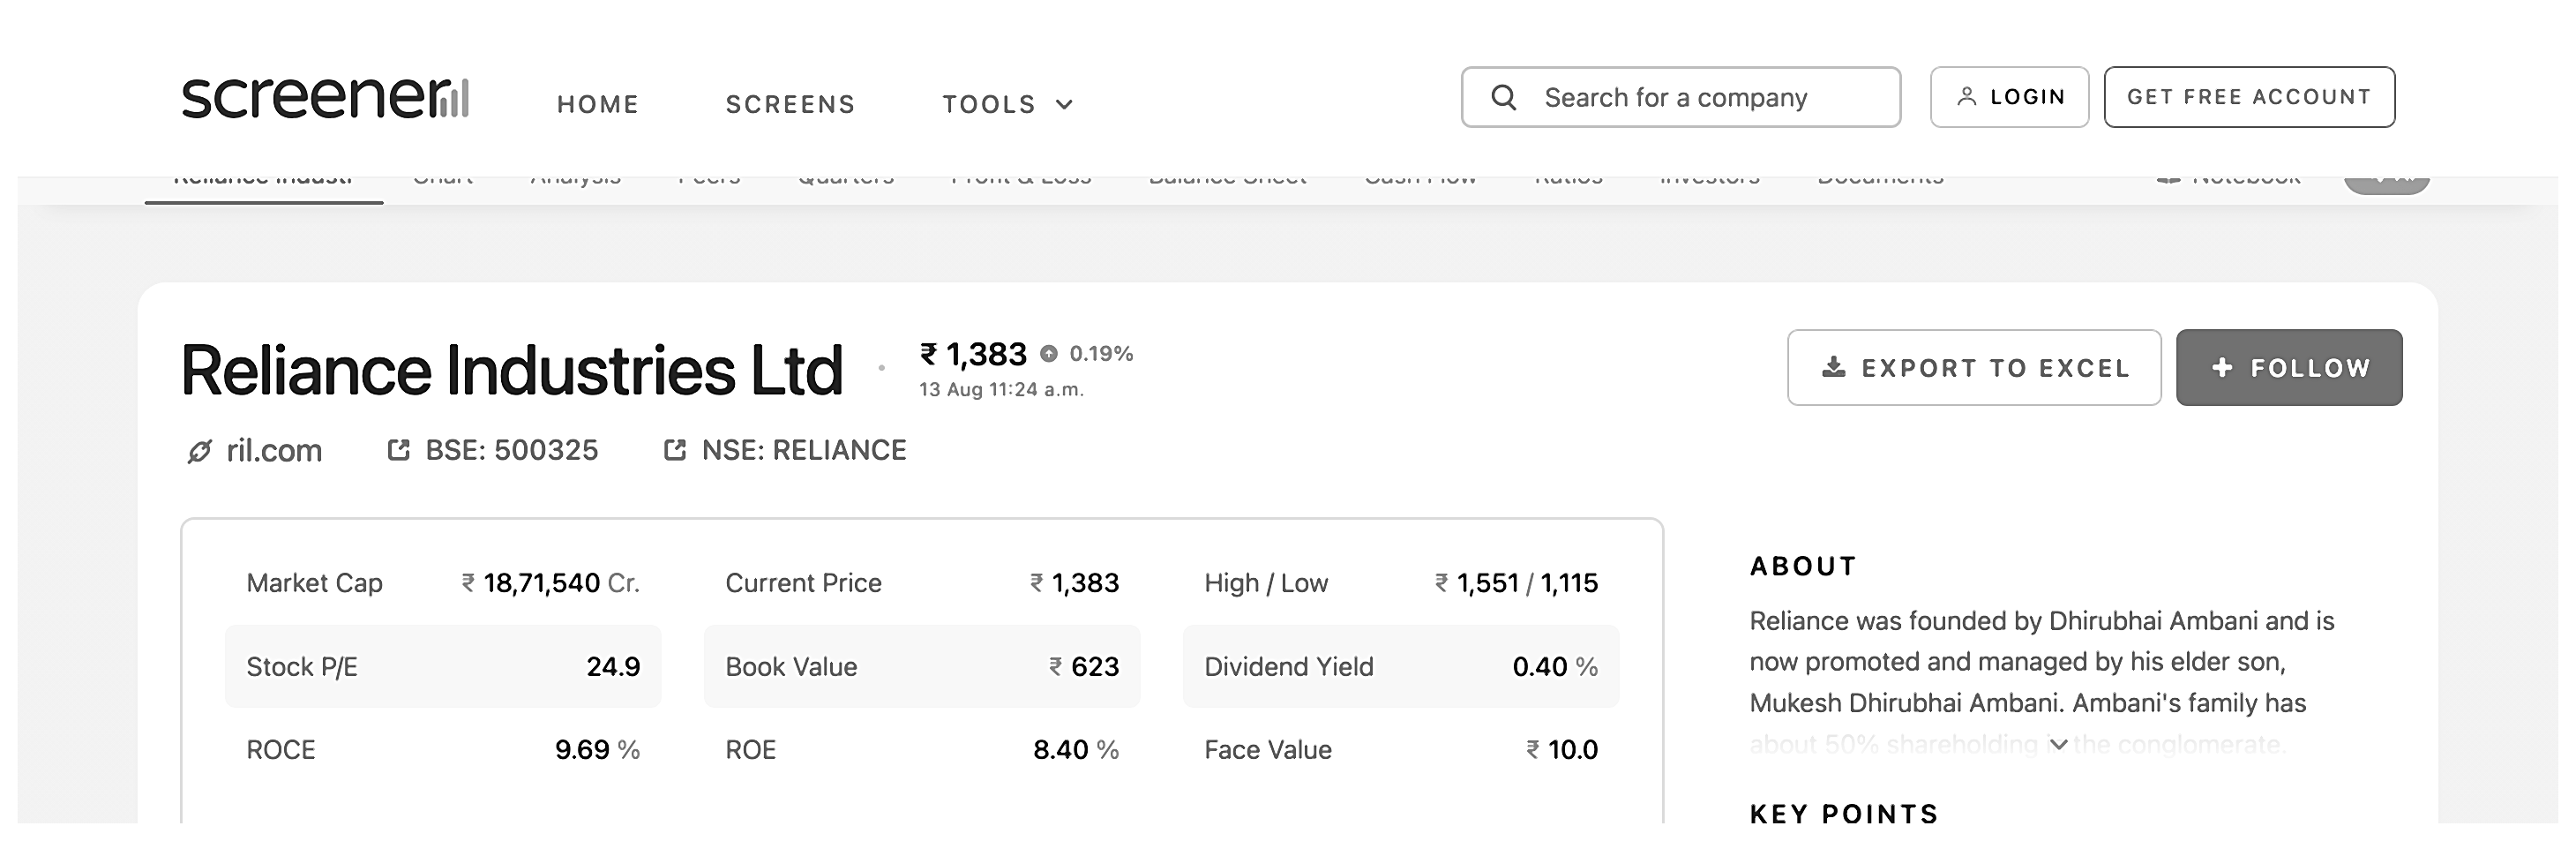 screener
HOME SCREENS TOOLS
Search for a company
LOGIN
GET FREE ACCOUNT
Reliance Indust. Chart Analysis Peers Quarters Profit & Loss Balance Sheet Cash Flow Ratios Investors Documents Notebook
Reliance Industries Ltd
₹ 1,383 0.19%
13 Aug 11:24 a.m.
EXPORT TO EXCEL
FOLLOW
ril.com BSE: 500325 NSE: RELIANCE
Market Cap ₹ 18,71,540 Cr.
Current Price ₹ 1,383
High / Low ₹ 1,551 / 1,115
Stock P/E 24.9
Book Value ₹ 623
Dividend Yield 0.40 %
ROCE 9.69 %
ROE 8.40 %
Face Value ₹ 10.0
ABOUT
Reliance was founded by Dhirubhai Ambani and is
now promoted and managed by his elder son,
Mukesh Dhirubhai Ambani. Ambani's family has
about 50% shareholding in the conglomerate.
KEY POINTS